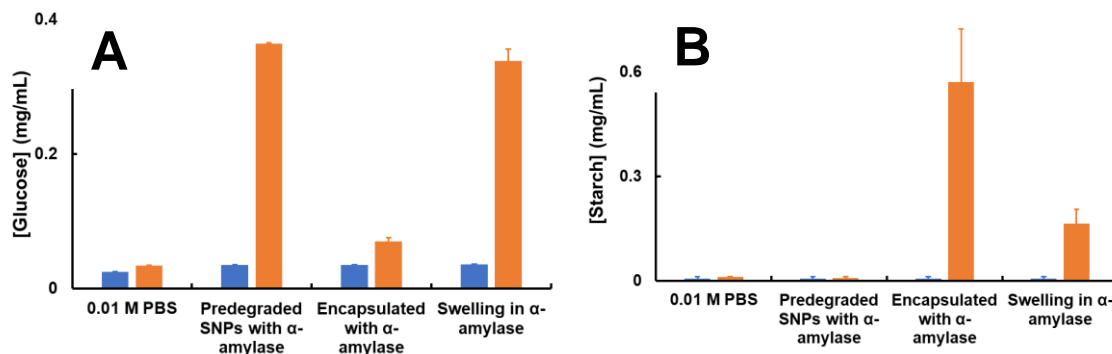 A
[Glucose] (mg/mL)
0.4
0.2
0
0.01 M PBS
Predegraded
SNPs with α-
amylase
Encapsulated
with α-
amylase
Swelling in α-
amylase
B
[Starch] (mg/mL)
0.6
0.3
0
0.01 M PBS
Predegraded
SNPs with α-
amylase
Encapsulated
with α-
amylase
Swelling in α-
amylase